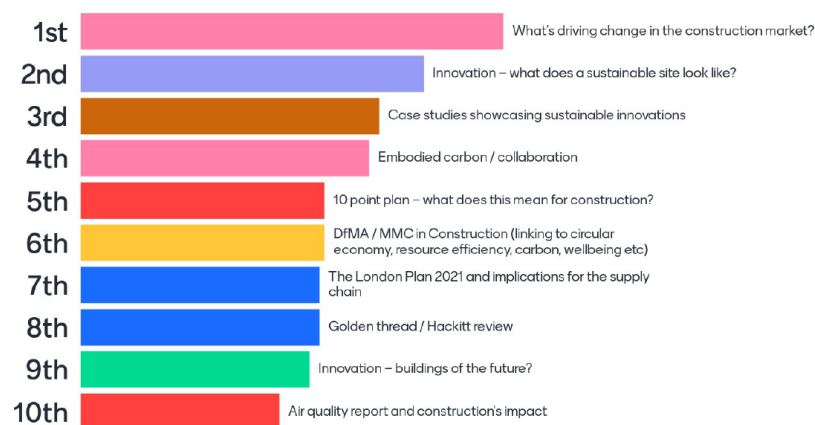 1st
What's driving change in the construction market?
2nd
Innovation – what does a sustainable site look like?
3rd
Case studies showcasing sustainable innovations
4th
Embodied carbon / collaboration
5th
10 point plan – what does this mean for construction?
6th
DfMA / MMC in Construction (linking to circular
economy, resource efficiency, carbon, wellbeing etc)
7th
The London Plan 2021 and implications for the supply
chain
8th
Golden thread / Hackitt review
9th
Innovation – buildings of the future?
10th
Air quality report and construction's impact